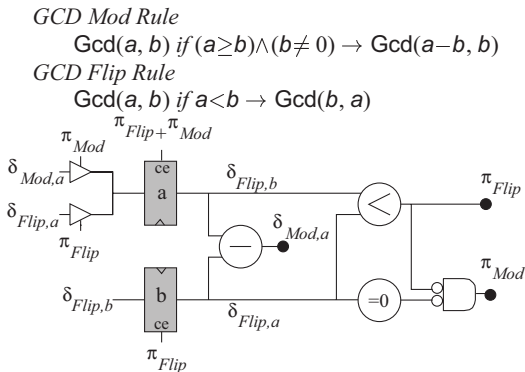 GCD Mod Rule
Gcd(a, b) if (a≥b)∧(b≠ 0) → Gcd(a−b, b)
GCD Flip Rule
Gcd(a, b) if a<b → Gcd(b, a)
πMod
πFlip+πMod
δMod,a
ce
a
δFlip,b
<
πFlip
δFlip,a
πFlip
−
δMod,a
πMod
δFlip,b
b
ce
δFlip,a
=0
πFlip